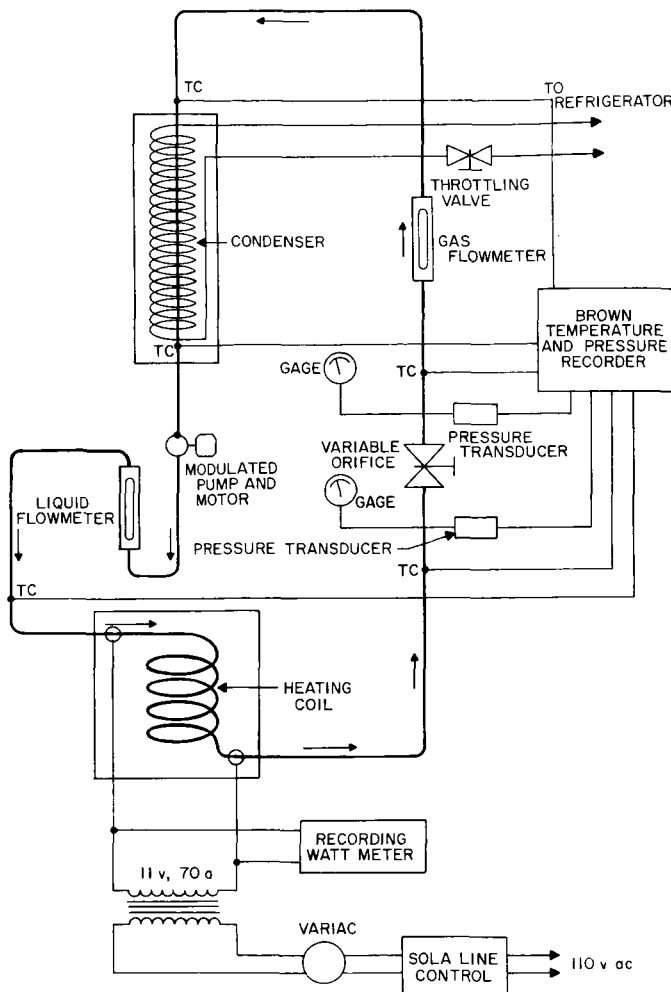 TC
TO
REFRIGERATOR
THROTTLING
VALVE
CONDENSER
GAS
FLOWMETER
TC
BROWN
TEMPERATURE
AND PRESSURE
RECORDER
GAGE
TC
PRESSURE
TRANSDUCER
VARIABLE
ORIFICE
MODULATED
PUMP AND
MOTOR
GAGE
LIQUID
FLOWMETER
PRESSURE TRANSDUCER
TC
TC
HEATING
COIL
RECORDING
WATT METER
11 v, 70 a
VARIAC
SOLA LINE
CONTROL
110 v ac